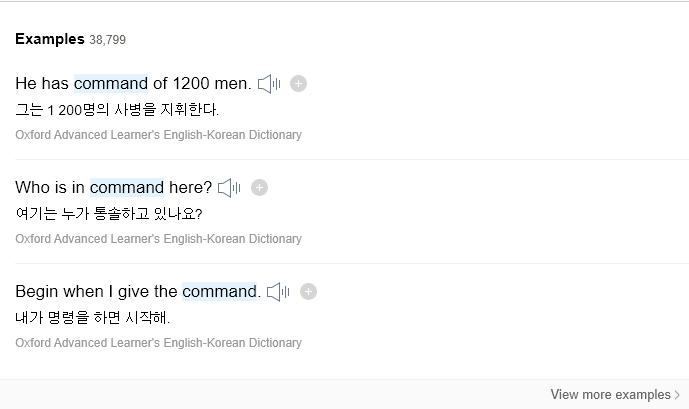 Examples 38,799
He has command of 1200 men.
그는 1 200명의 사병을 지휘한다.
Oxford Advanced Learner's English-Korean Dictionary
Who is in command here?
여기는 누가 통솔하고 있나요?
Oxford Advanced Learner's English-Korean Dictionary
Begin when I give the command.
내가 명령을 하면 시작해.
Oxford Advanced Learner's English-Korean Dictionary
View more examples